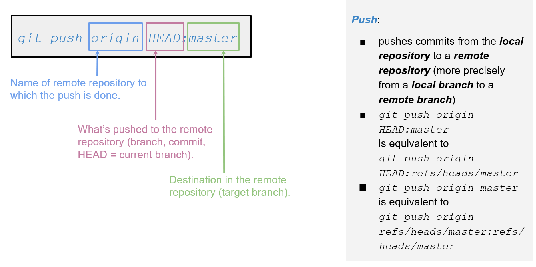 git push origin HEAD:master
Name of remote repository to
which the push is done.
What's pushed to the remote
repository (branch, commit,
HEAD = current branch).
Destination in the remote
repository (target branch).
Push:
■ pushes commits from the local
repository to a remote
repository (more precisely
from a local branch to a
remote branch)
■ git push origin
HEAD:master
is equivalent to
git push origin
HEAD:refs/heads/master
■ git push origin master
is equivalent to
git push origin
refs/heads/master:refs/
heads/master